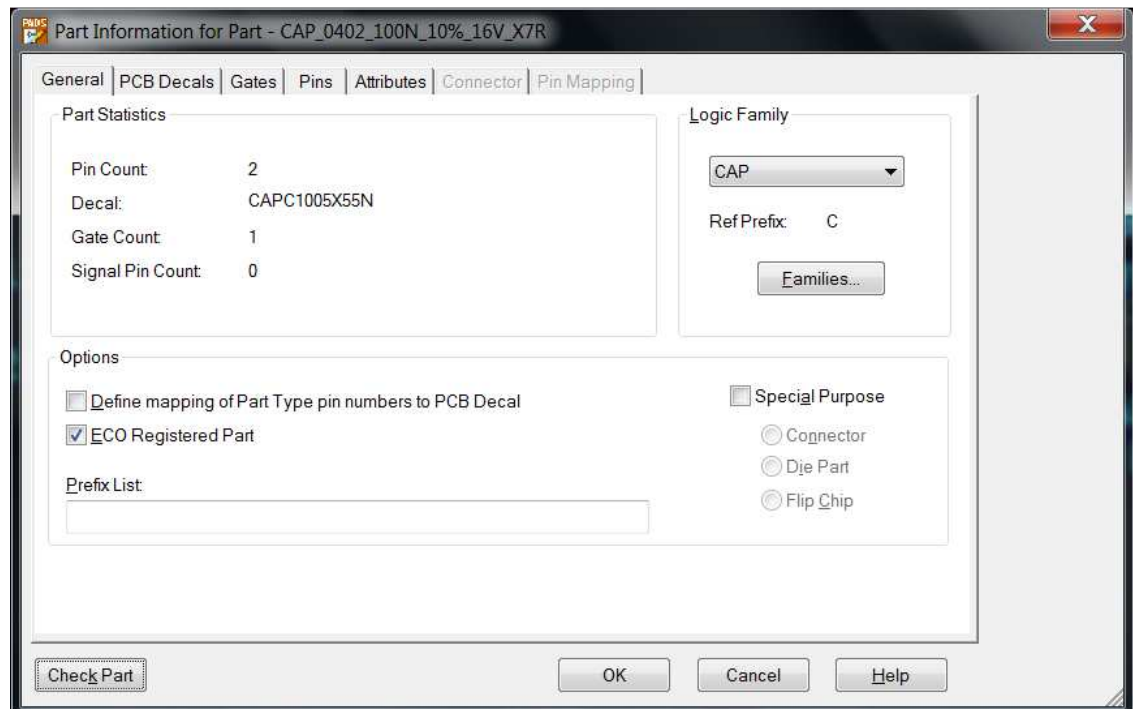 PADS
Part Information for Part - CAP_0402_100N_10%_16V_X7R
General PCB Decals Gates Pins Attributes Connector Pin Mapping
Part Statistics
Pin Count: 2
Decal: CAPC1005X55N
Gate Count: 1
Signal Pin Count: 0
Logic Family
CAP
Ref Prefix: C
Families...
Options
Define mapping of Part Type pin numbers to PCB Decal
ECO Registered Part
Prefix List:
Special Purpose
Connector
Die Part
Flip Chip
Check Part OK Cancel Help